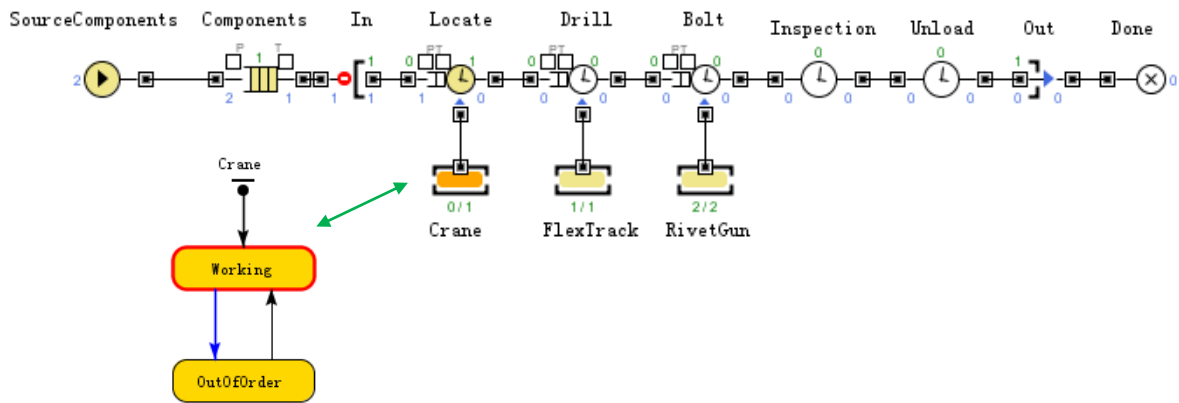 SourceComponents Components In Locate Drill Bolt Inspection Unload Out Done
P T PT PT PT
1 1 0 1 0 0 0 0 0 0 1
2 2 1 1 1 0 0 0 0 0 0 0 0 0 0 0 0
Crane
0/1 1/1 2/2
Crane FlexTrack RivetGun
Working
OutOfOrder